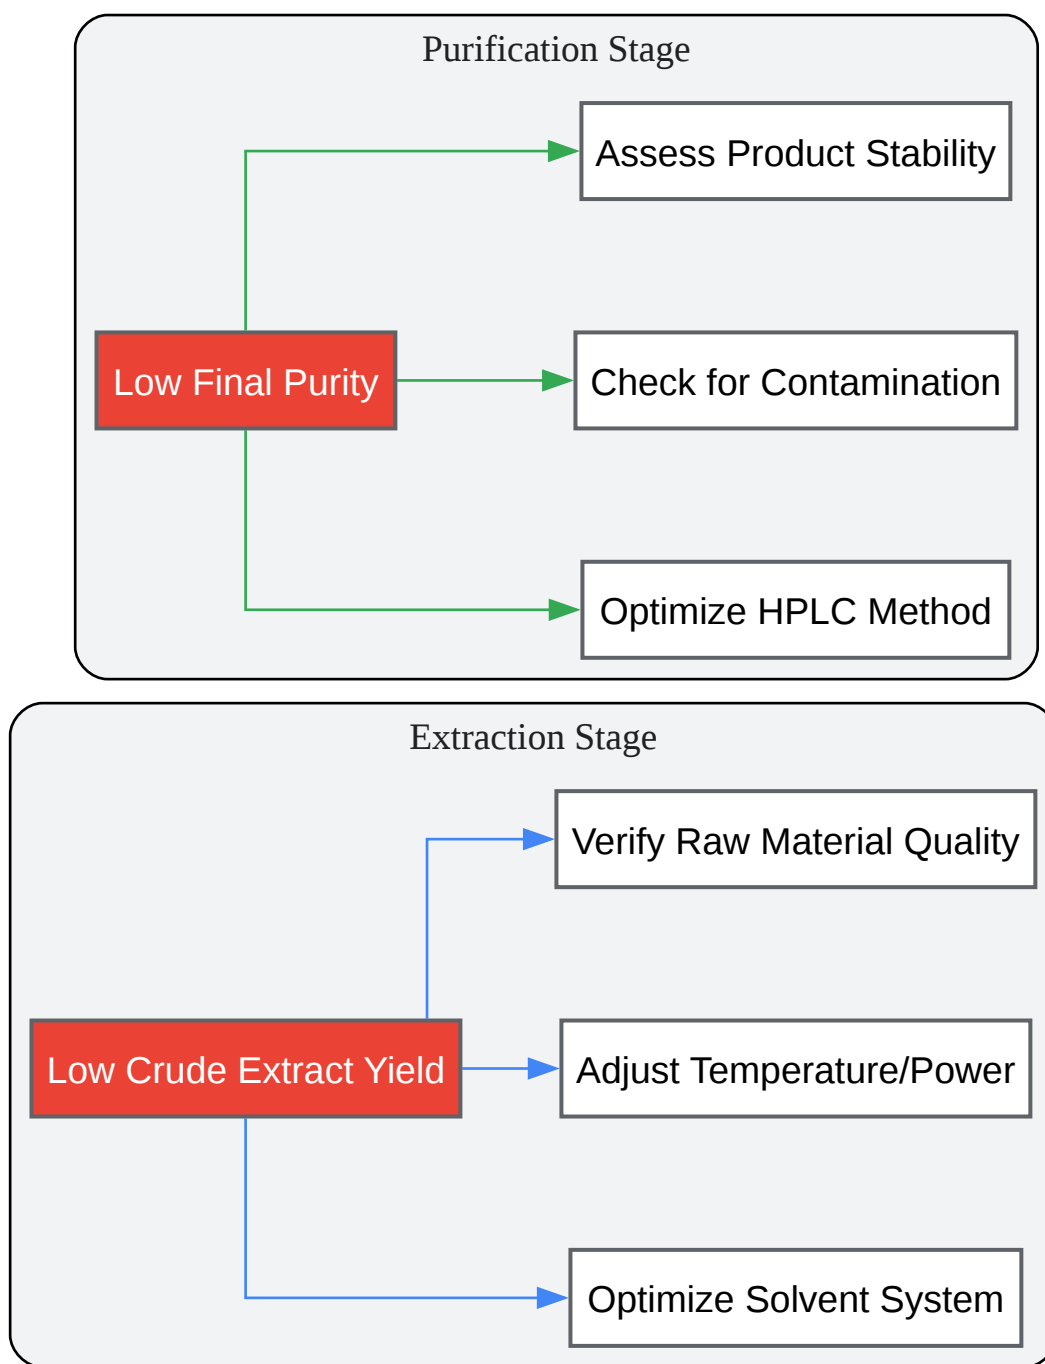 Purification Stage
Assess Product Stability
Low Final Purity
Check for Contamination
Optimize HPLC Method
Extraction Stage
Verify Raw Material Quality
Low Crude Extract Yield
Adjust Temperature/Power
Optimize Solvent System